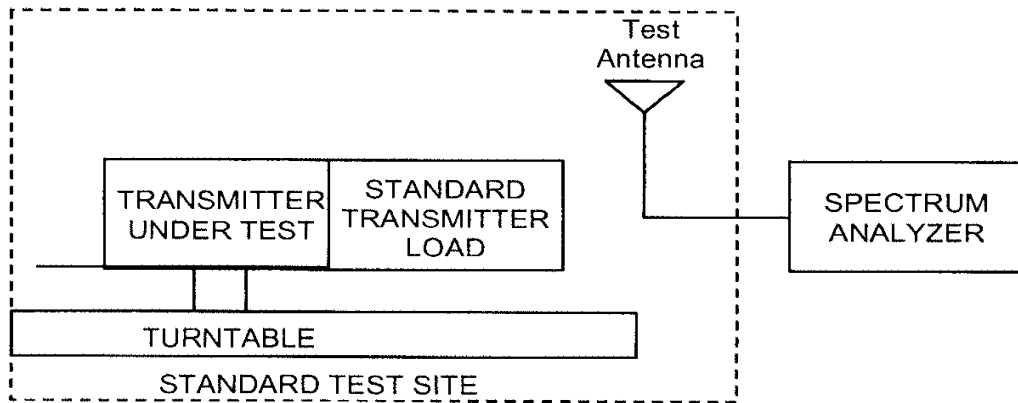 Test
Antenna
TRANSMITTER
UNDER TEST
STANDARD
TRANSMITTER
LOAD
SPECTRUM
ANALYZER
TURNTABLE
STANDARD TEST SITE